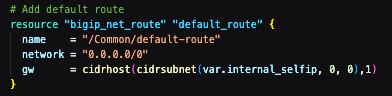 # Add default route
resource "bigip_net_route" "default_route" {
  name    = "/Common/default-route"
  network = "0.0.0.0/0"
  gw      = cidrhost(cidrsubnet(var.internal_selfip, 0, 0),1)
}